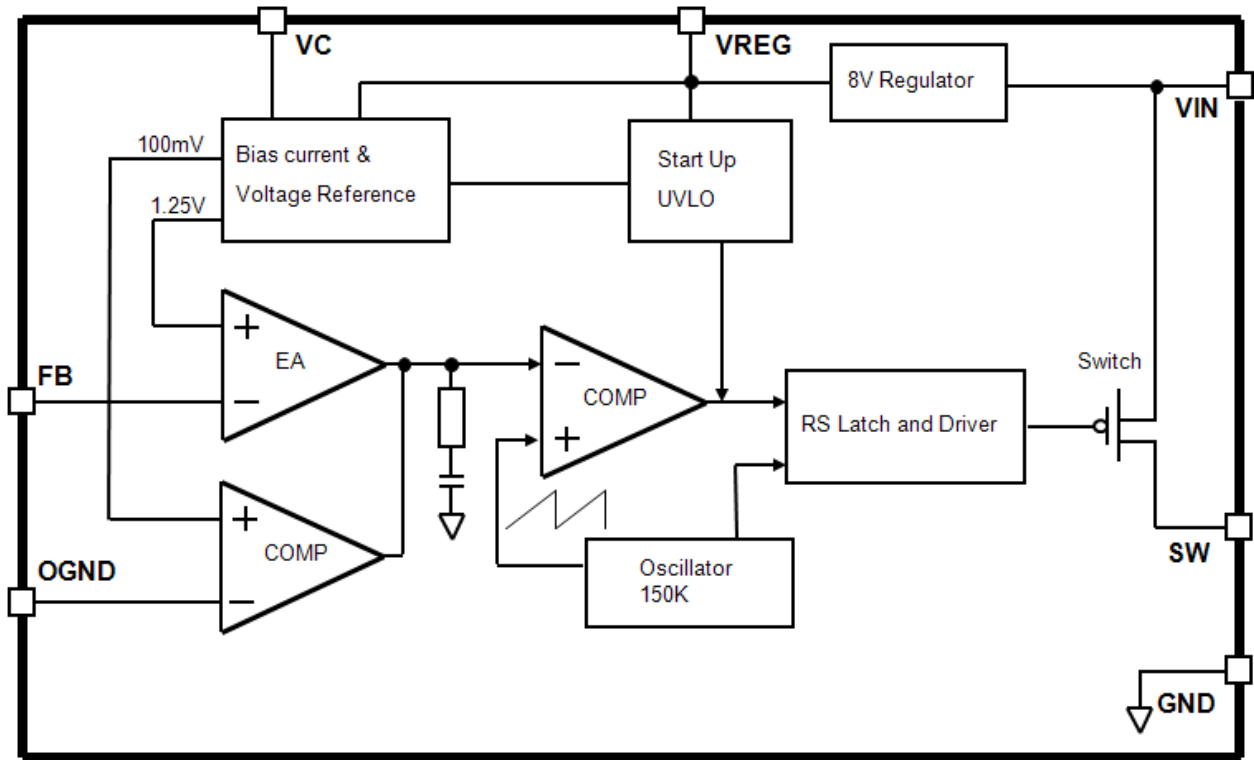 VC
VREG
8V Regulator
VIN
100mV
Bias current &
Voltage Reference
Start Up
UVLO
1.25V
+
EA
−
FB
−
COMP
+
Switch
RS Latch and Driver
+
COMP
−
OGND
Oscillator
150K
SW
GND